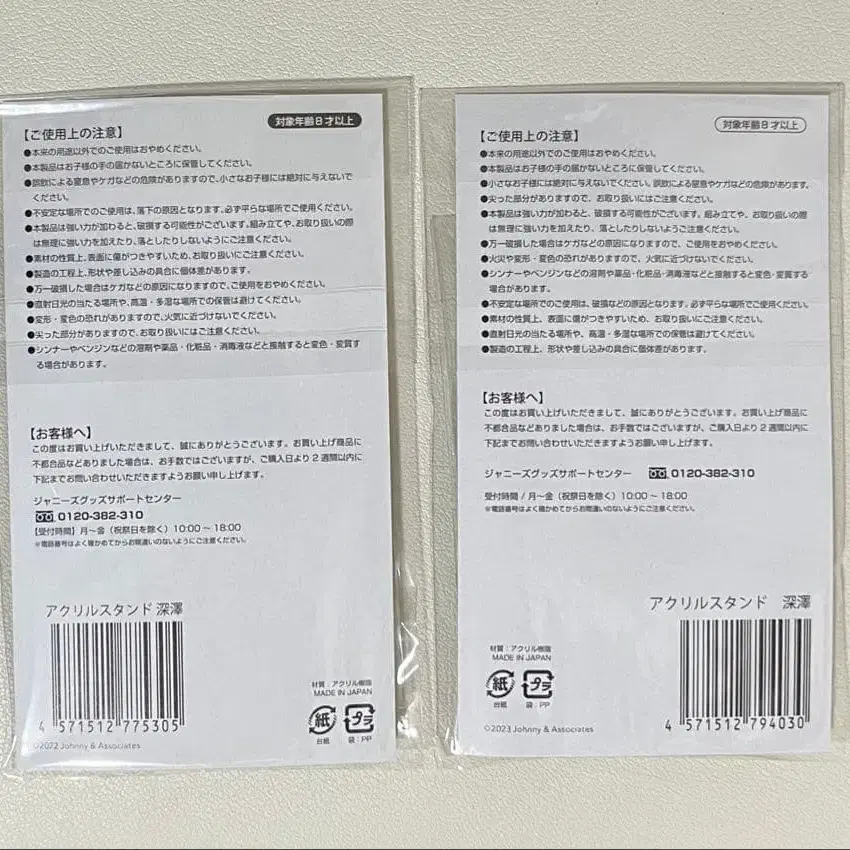 対象年齢8才以上
【ご使用上の注意】
●本来の用途以外でのご使用はおやめください。
●本製品はお子様の手の届かないところに保管してください。
●誤飲による窒息やケガなどの危険がありますので、小さなお子様には絶対に与えないで
ください。
●不安定な場所でのご使用は、落下の原因となります。必ず平らな場所でご使用ください。
●本製品は強い力が加わると、破損する可能性がございます。組み立てや、お取り扱いの際
は無理に強い力を加えたり、落としたりしないようにご注意ください。
●素材の性質上、表面に傷がつきやすいため、お取り扱いにご注意ください。
●製造の工程上、形状や差し込みの具合に個体差があります。
●万一破損した場合はケガなどの原因になりますので、ご使用をおやめください。
●直射日光の当たる場所や、高温・多湿な場所での保管は避けてください。
●変形・変色の恐れがありますので、火気に近づけないでください。
●尖った部分がありますので、お取り扱いにはご注意ください。
●シンナーやベンジンなどの溶剤や薬品・化粧品・消毒液などと接触すると変色・変質す
る場合があります。
【お客様へ】
この度はお買い上げいただきまして、誠にありがとうございます。お買い上げ商品に
不都合品などありました場合は、お手数ではございますが、ご購入日より2週間以内に
下記までお問い合わせいただきますようお願い申し上げます。
ジャニーズグッズサポートセンター
0120-382-310
【受付時間】月〜金（祝祭日を除く）10:00〜18:00
※電話番号はよく確かめてからお間違いのないようにご注意ください。
アクリルスタンド 深澤
4 571512 775305
材質：アクリル樹脂
MADE IN JAPAN
紙 プラ
台紙 袋：PP
©2022 Johnny & Associates
対象年齢8才以上
【ご使用上の注意】
●本来の用途以外でのご使用はおやめください。
●本製品はお子様の手の届かないところに保管してください。
●小さなお子様には絶対に与えないでください。誤飲による窒息やケガなどの危険があります。
●尖った部分がありますので、お取り扱いにはご注意ください。
●本製品は強い力が加わると、破損する可能性がございます。組み立てや、お取り扱いの際
は無理に強い力を加えたり、落としたりしないようご注意ください。
●万一破損した場合はケガなどの原因になりますので、ご使用をおやめください。
●火災や変形・変色の恐れがありますので、火気に近づけないでください。
●シンナーやベンジンなどの溶剤や薬品・化粧品・消毒液などと接触すると変色・変質する
場合があります。
●不安定な場所でのご使用は、破損などの原因となります。必ず平らな場所でご使用ください。
●素材の性質上、表面に傷がつきやすいため、お取り扱いにご注意ください。
●直射日光の当たる場所や、高温・多湿な場所での保管は避けてください。
●製造の工程上、形状や差し込みの具合に個体差があります。
【お客様へ】
この度はお買い上げいただきまして、誠にありがとうございます。お買い上げ商品に
不都合品などありました場合は、お手数ではございますが、ご購入日より2週間以内に
下記までお問い合わせくださいますようお願い申し上げます。
ジャニーズグッズサポートセンター 0120-382-310
受付時間 / 月〜金（祝祭日を除く）10:00〜18:00
※電話番号はよく確かめてからお間違いのないようにご注意ください。
アクリルスタンド 深澤
材質：アクリル樹脂
MADE IN JAPAN
紙 プラ
台紙 袋：PP
4 571512 794030
©2023 Johnny & Associates